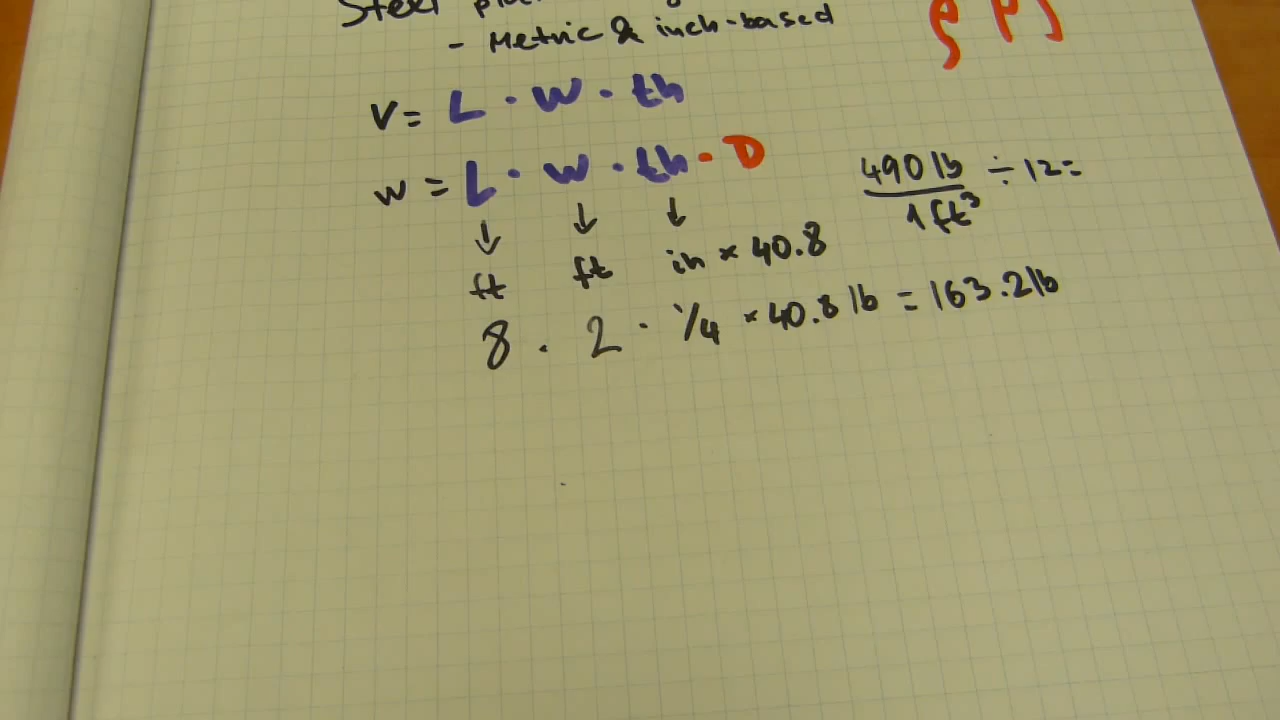 Steel
- Metric & inch-based
V = L · W · th
w = L · w · th · D
490 lb / 1 ft³ ÷ 12 =
↓ ↓ ↓
ft ft in × 40.8
8 · 2 · 1/4 × 40.8 lb = 163.2 lb